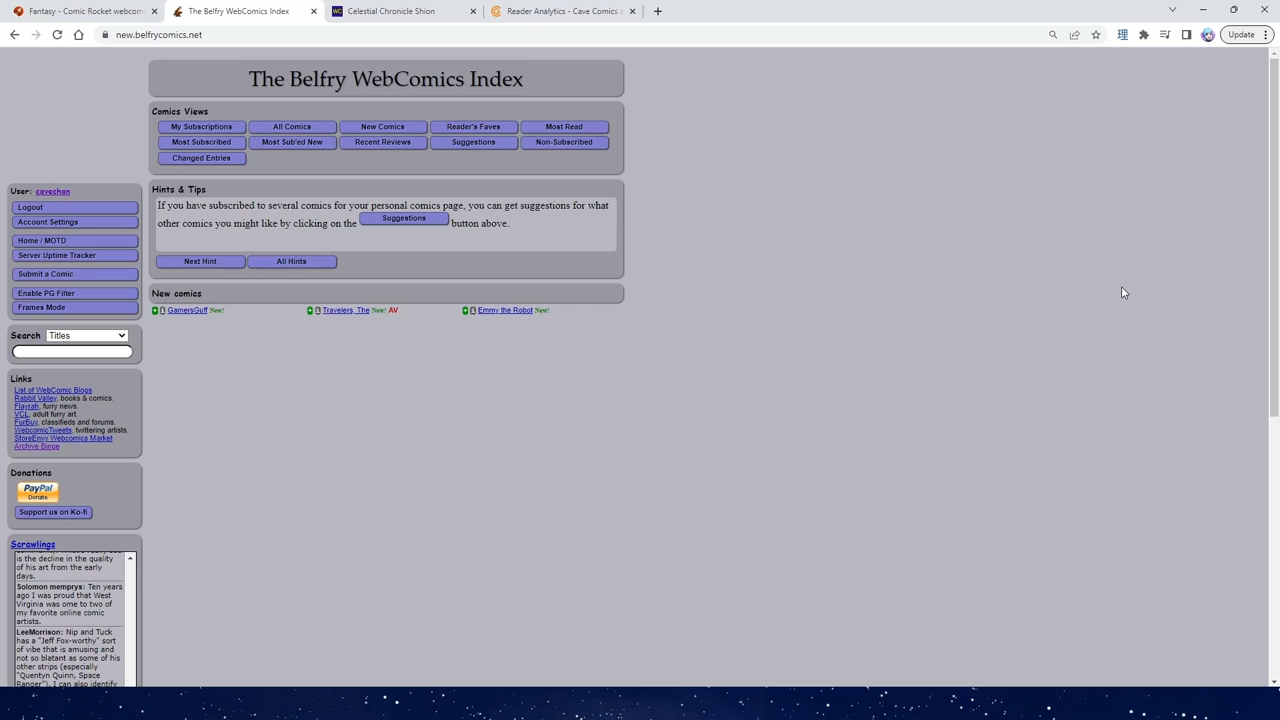 Fantasy - Comic Rocket webcom
The Belfry WebComics Index
Celestial Chronicle Shion
Reader Analytics - Cave Comics
new.belfrycomics.net
Update
The Belfry WebComics Index
Comics Views
My Subscriptions
All Comics
New Comics
Reader's Faves
Most Read
Most Subscribed
Most Sub'ed New
Recent Reviews
Suggestions
Non-Subscribed
Changed Entries
Hints & Tips
If you have subscribed to several comics for your personal comics page, you can get suggestions for what
other comics you might like by clicking on the Suggestions button above.
Next Hint
All Hints
New comics
GamersGuff New!
Travelers, The New! AV
Emmy the Robot New!
User: cavechan
Logout
Account Settings
Home / MOTD
Server Uptime Tracker
Submit a Comic
Enable PG Filter
Frames Mode
Search Titles
Links
List of WebComic Blogs
Rabbit Valley, books & comics.
Flayrah, furry news.
VCL, adult furry art.
FurBuy, classifieds and forums.
WebcomicTweets, twittering artists.
StoreEnvy Webcomics Market
Archive Binge
Donations
PayPal
Donate
Support us on Ko-fi
Scrawlings
is the decline in the quality
of his art from the early
days.
Solomon memprys: Ten years
ago I was proud that West
Virginia was ome to two of
my favorite online comic
artists.
LeeMorrison: Nip and Tuck
has a "Jeff Fox-worthy" sort
of vibe that is amusing and
not so blatant as some of his
other strips (especially
"Quentyn Quinn, Space
Ranger"). I can also identify